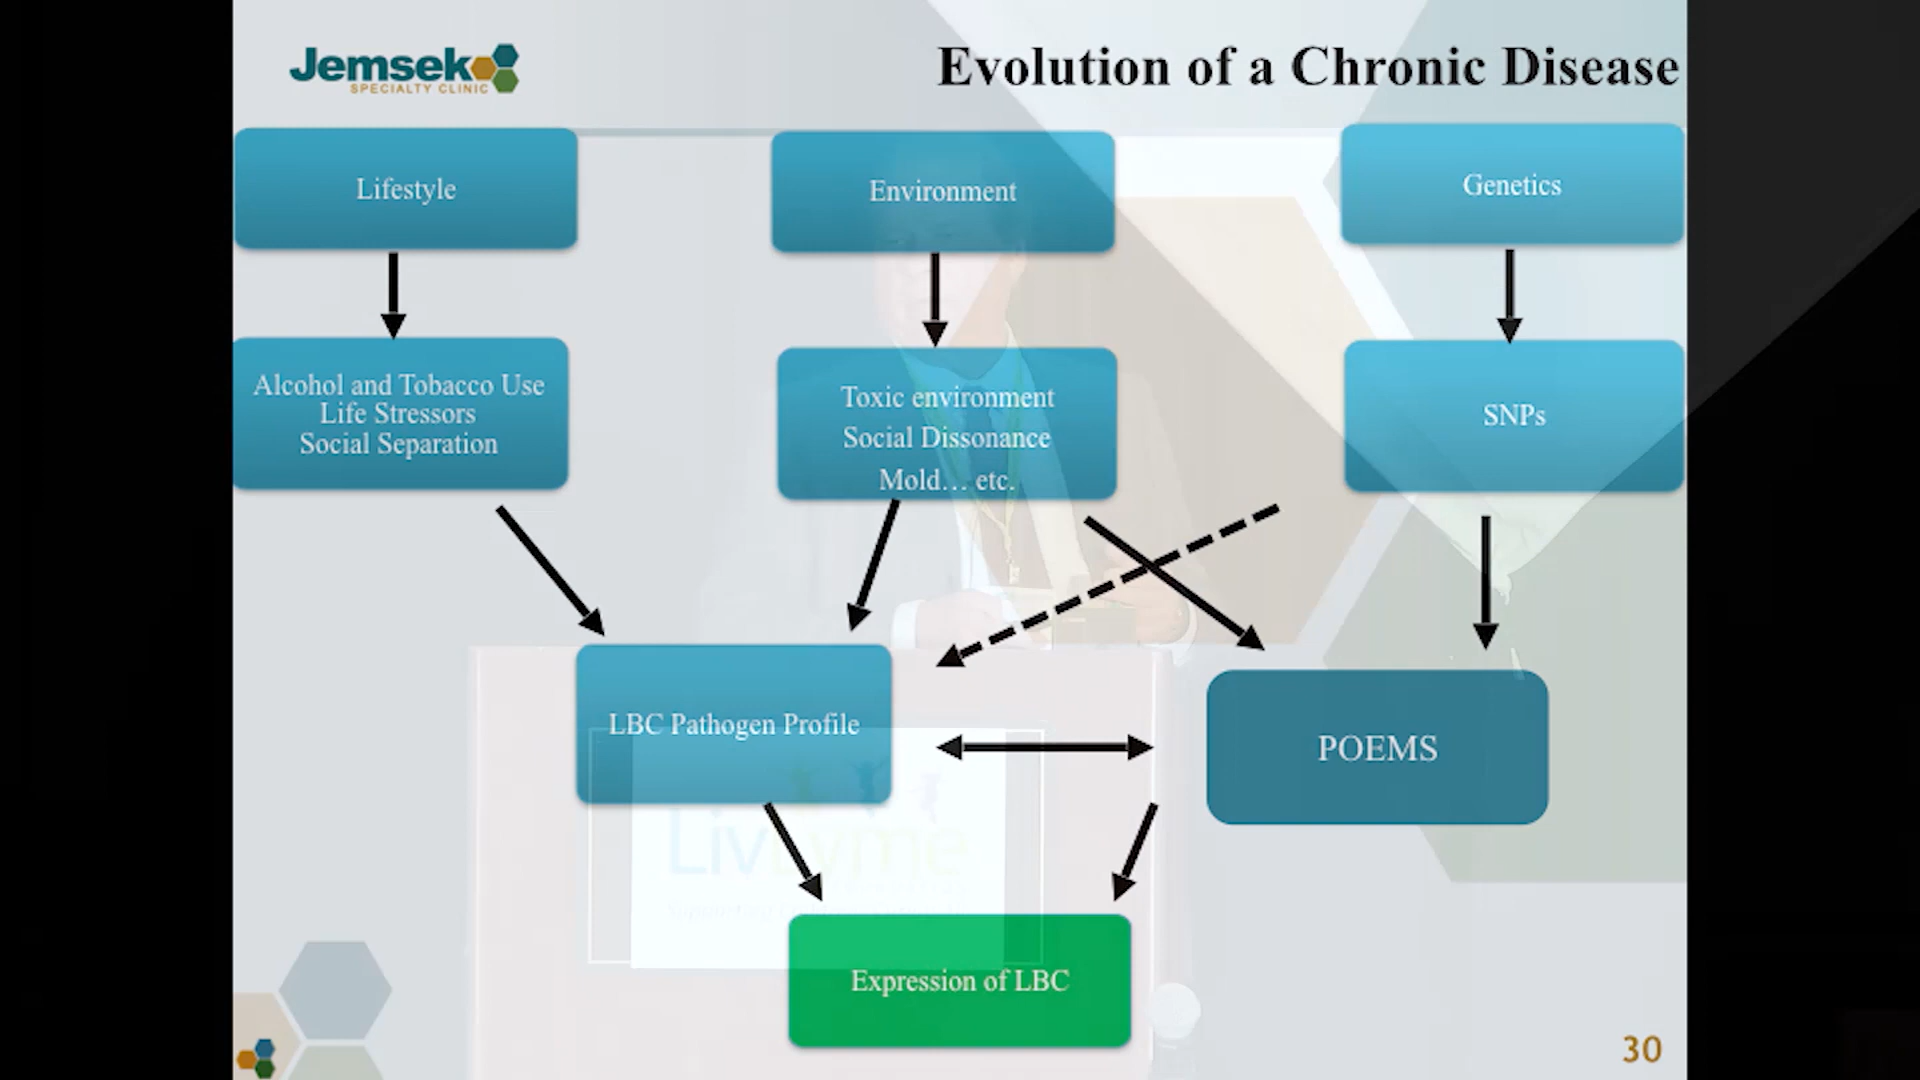 Jemsek
SPECIALTY CLINIC
Evolution of a Chronic Disease
Lifestyle
Environment
Genetics
Alcohol and Tobacco Use
Life Stressors
Social Separation
Toxic environment
Social Dissonance
Mold… etc.
SNPs
LBC Pathogen Profile
POEMS
LivLyme
Expression of LBC
30